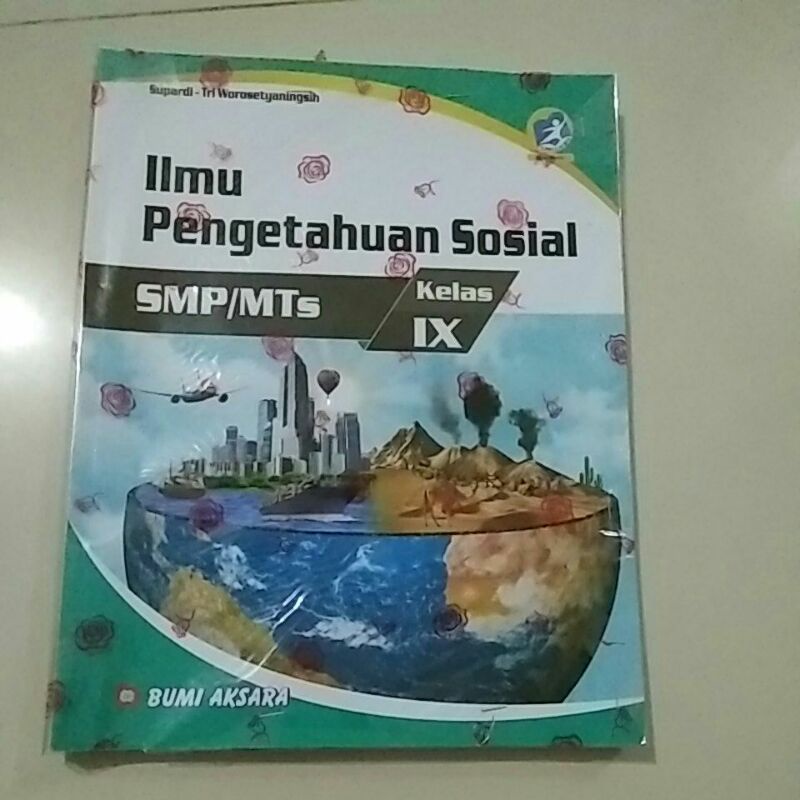 Supardi - Tri Worosetyaningsih
Ilmu
Pengetahuan Sosial
SMP/MTs
Kelas
IX
BUMI AKSARA